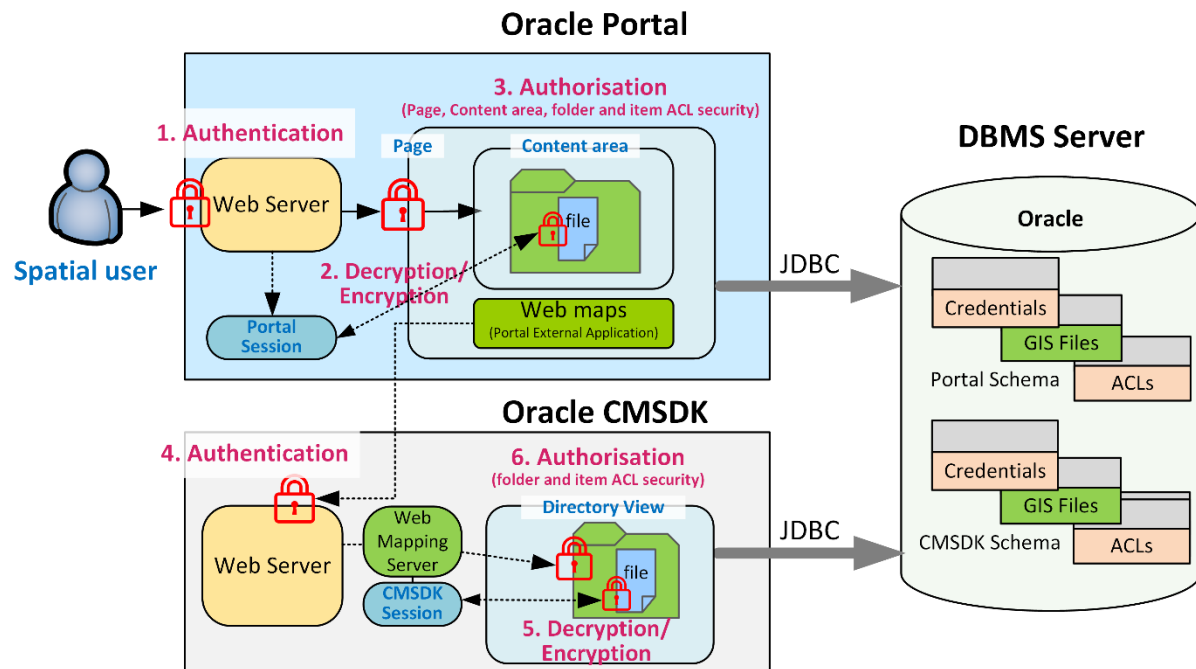 Oracle Portal
3. Authorisation
(Page, Content area, folder and item ACL security)
1. Authentication
Page
Content area
Web Server
file
2. Decryption/
Encryption
Portal
Session
Web maps
(Portal External Application)
Spatial user
JDBC
DBMS Server
Oracle
Credentials
GIS Files
Portal Schema
ACLs
Credentials
GIS Files
CMSDK Schema
ACLs
Oracle CMSDK
4. Authentication
6. Authorisation
(folder and item ACL security)
Directory View
Web Server
Web
Mapping
Server
CMSDK
Session
file
5. Decryption/
Encryption
JDBC